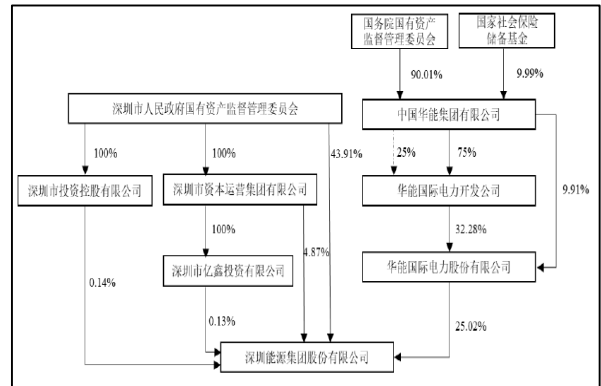 国务院国有资产
监督管理委员会
国家社会保险
储备基金
90.01%
9.99%
深圳市人民政府国有资产监督管理委员会
中国华能集团有限公司
100%
100%
43.91%
25%
75%
深圳市投资控股有限公司
深圳市资本运营集团有限公司
华能国际电力开发公司
9.91%
100%
32.28%
4.87%
深圳市亿鑫投资有限公司
华能国际电力股份有限公司
0.14%
0.13%
25.02%
深圳能源集团股份有限公司